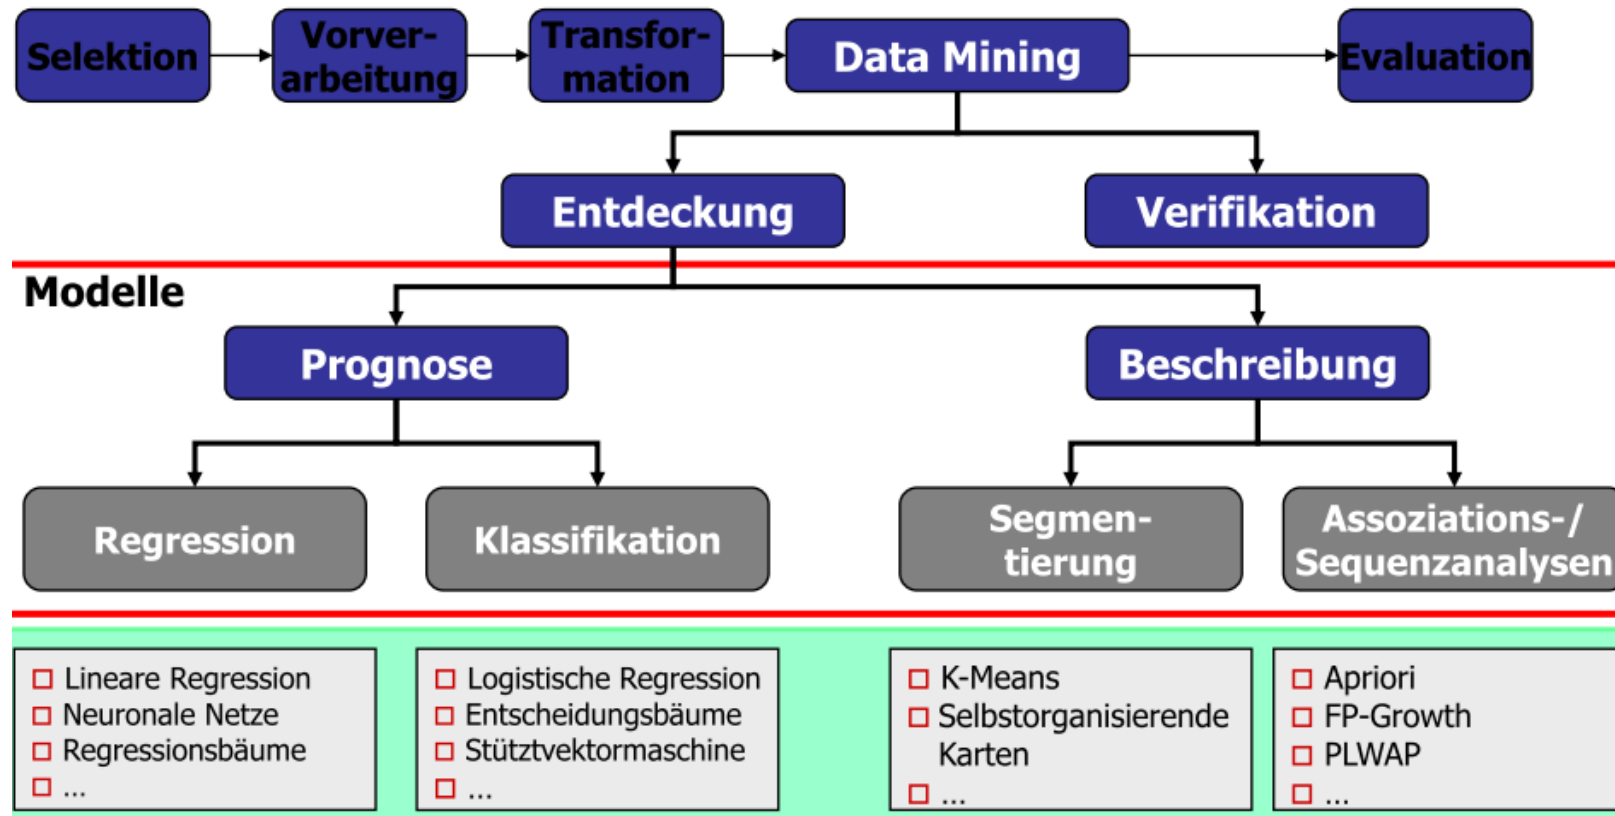 Selektion
Vorver-
arbeitung
Transfor-
mation
Data Mining
Evaluation
Entdeckung
Verifikation
Modelle
Prognose
Beschreibung
Regression
Klassifikation
Segmen-
tierung
Assoziations-/
Sequenzanalysen
Lineare Regression
Neuronale Netze
Regressionsbäume
...
Logistische Regression
Entscheidungsbäume
Stütztvektormaschine
...
K-Means
Selbstorganisierende
Karten
...
Apriori
FP-Growth
PLWAP
...